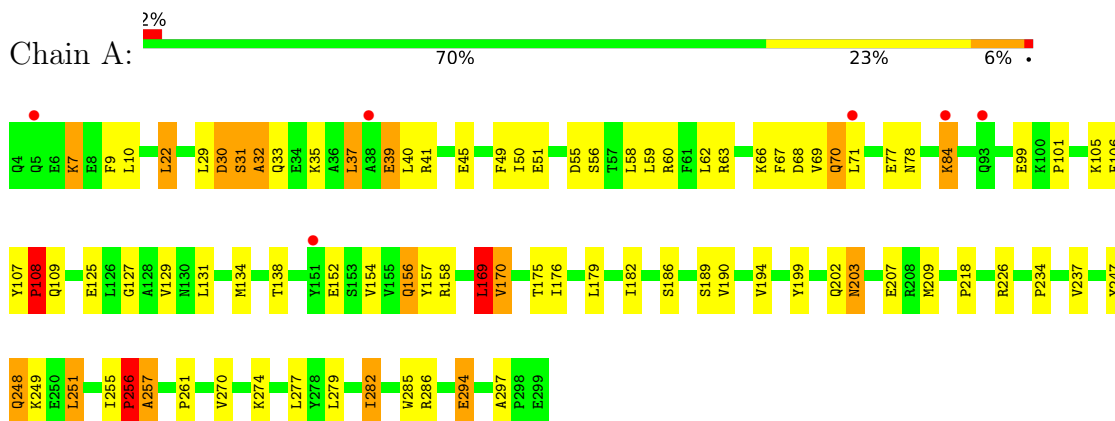 2%
Chain A:
70% 23% 6% •
Q4 Q5 E6 K7 E8 F9 L10 L22 L29 D30 S31 A32 Q33 E34 K35 A36 L37 A38 E39 L40 R41 E45 F49 I50 E51 D55 S56 T57 L58 L59 R60 F61 L62 R63 K66 F67 D68 V69 Q70 L71 E77 N78 K84 Q93 E99 K100 P101 K105
Y107 P108 Q109 E125 L126 G127 A128 V129 N130 L131 M134 T138 Y151 E152 S153 V154 V155 Q156 Y157 R158 L169 V170 T175 I176 L179 I182 S186 S189 V190 V194 Y199 Q202 N203 E207 R208 M209 P218 R226 P234 V237
Q248 K249 E250 L251 I255 P256 A257 P261 V270 K274 L277 Y278 L279 I282 W285 R286 E294 A297 P298 E299